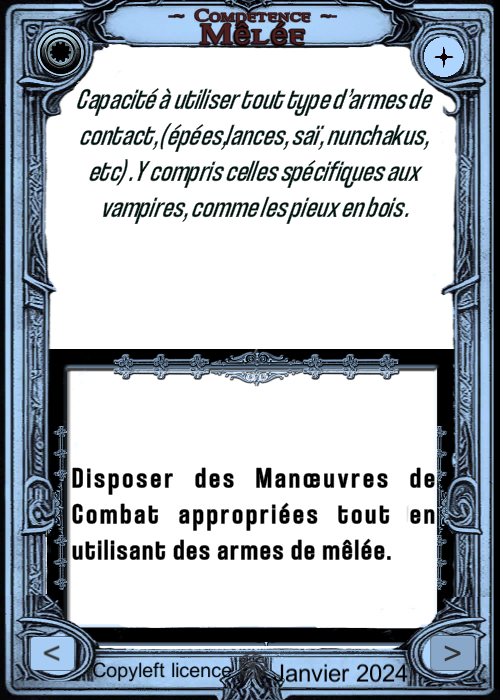 ~ Compétence ~
Mêlée
Capacité à utiliser tout type d'armes de
contact,(épées,lances, saï, nunchakus,
etc) . Y compris celles spécifiques aux
vampires, comme les pieux en bois.
Disposer des Manœuvres de
Combat appropriées tout en
utilisant des armes de mêlée.
< >
Copyleft licence Janvier 2024